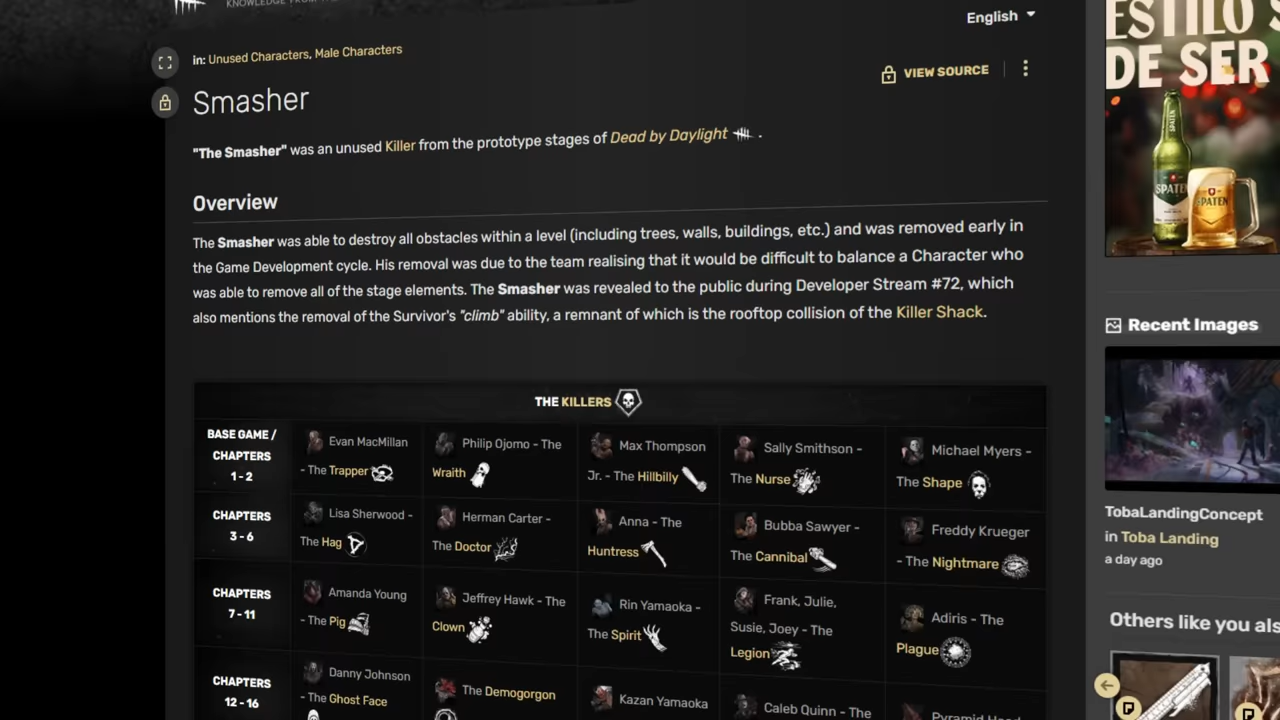 KNOWLEDGE FROM
English
in: Unused Characters, Male Characters
VIEW SOURCE
Smasher
"The Smasher" was an unused Killer from the prototype stages of Dead by Daylight .
Overview
The Smasher was able to destroy all obstacles within a level (including trees, walls, buildings, etc.) and was removed early in
the Game Development cycle. His removal was due to the team realising that it would be difficult to balance a Character who
was able to remove all of the stage elements. The Smasher was revealed to the public during Developer Stream #72, which
also mentions the removal of the Survivor's "climb" ability, a remnant of which is the rooftop collision of the Killer Shack.
THE KILLERS
BASE GAME /
CHAPTERS
1 - 2
Evan MacMillan
- The Trapper
Philip Ojomo - The
Wraith
Max Thompson
Jr. - The Hillbilly
Sally Smithson -
The Nurse
Michael Myers -
The Shape
CHAPTERS
3 - 6
Lisa Sherwood -
The Hag
Herman Carter -
The Doctor
Anna - The
Huntress
Bubba Sawyer -
The Cannibal
Freddy Krueger
- The Nightmare
CHAPTERS
7 - 11
Amanda Young
- The Pig
Jeffrey Hawk - The
Clown
Rin Yamaoka -
The Spirit
Frank, Julie,
Susie, Joey - The
Legion
Adiris - The
Plague
CHAPTERS
12 - 16
Danny Johnson
- The Ghost Face
The Demogorgon
Kazan Yamaoka
Caleb Quinn - The
Pyramid Head
ESTILO S
DE SER
SPATEN
SPATEN
SPATEN
Recent Images
TobaLandingConcept
in Toba Landing
a day ago
Others like you als